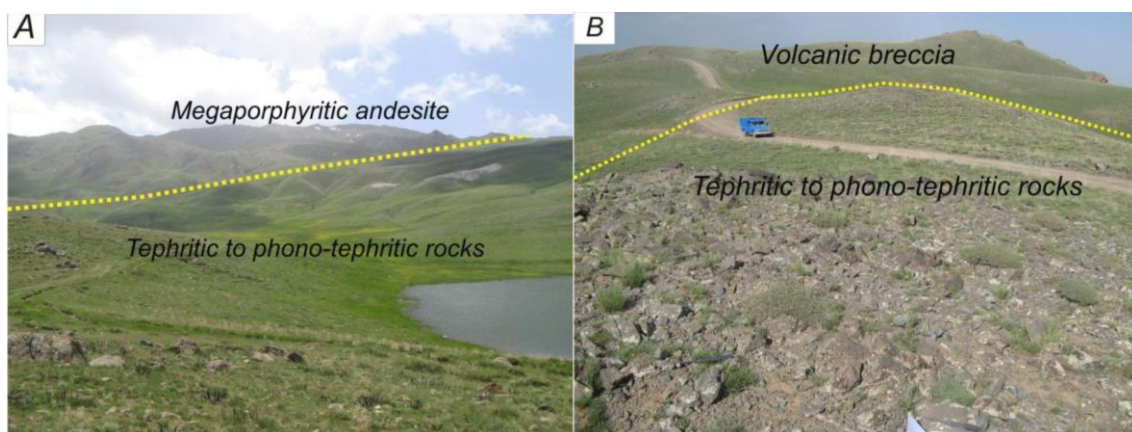 A
Megaporphyritic andesite
Tephritic to phono-tephritic rocks
B
Volcanic breccia
Tephritic to phono-tephritic rocks